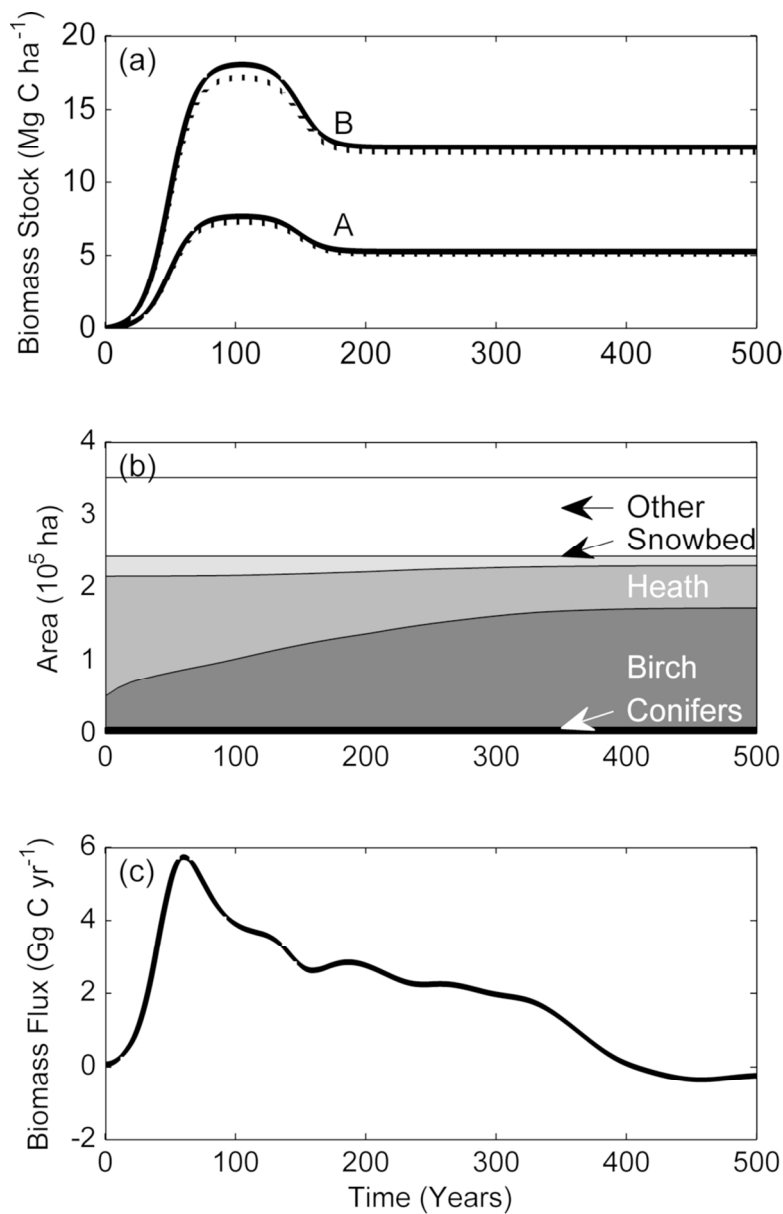 (a)
Biomass Stock (Mg C ha⁻¹)
20
15
10
5
0
B
A
0 100 200 300 400 500
(b)
Area (10⁵ ha)
4
3
2
1
0
Other
Snowbed
Heath
Birch
Conifers
0 100 200 300 400 500
(c)
Biomass Flux (Gg C yr⁻¹)
6
4
2
0
-2
0 100 200 300 400 500
Time (Years)